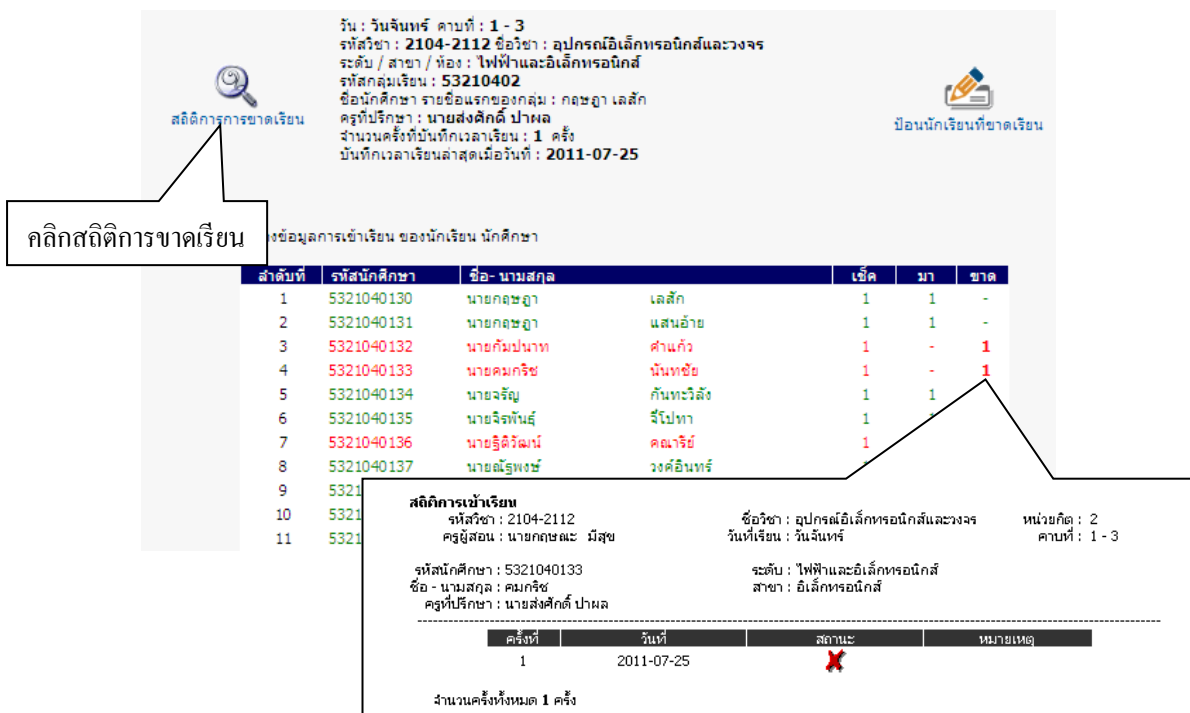 วัน : วันจันทร์ คาบที่ : 1 - 3
รหัสวิชา : 2104-2112 ชื่อวิชา : อุปกรณ์อิเล็กทรอนิกส์และวงจร
ระดับ / สาขา / ห้อง : ไฟฟ้าและอิเล็กทรอนิกส์
รหัสกลุ่มเรียน : 53210402
ชื่อนักศึกษา รายชื่อแรกของกลุ่ม : กฤษฎา เลสัก
ครูที่ปรึกษา : นายส่งศักดิ์ ปาผล
จำนวนครั้งที่บันทึกเวลาเรียน : 1 ครั้ง
บันทึกเวลาเรียนล่าสุดเมื่อวันที่ : 2011-07-25
สถิติการการขาดเรียน
ป้อนนักเรียนที่ขาดเรียน
คลิกสถิติการขาดเรียน
ข้อมูลการเข้าเรียน ของนักเรียน นักศึกษา
ลำดับที่ รหัสนักศึกษา ชื่อ- นามสกุล เช็ค มา ขาด
1 5321040130 นายกฤษฎา เลสัก 1 1 -
2 5321040131 นายกฤษฎา แสนอ้าย 1 1 -
3 5321040132 นายกัมปนาท คำแก้ว 1 - 1
4 5321040133 นายคมกริช นันทชัย 1 - 1
5 5321040134 นายจรัญ กันทะวิลัง 1 1
6 5321040135 นายจิรพันธุ์ จี้โปทา 1
7 5321040136 นายฐิติวัฒน์ คณาริย์ 1
8 5321040137 นายณัฐพงษ์ วงค์อินทร์
9 5321
10 5321
11 5321
สถิติการเข้าเรียน
รหัสวิชา : 2104-2112 ชื่อวิชา : อุปกรณ์อิเล็กทรอนิกส์และวงจร หน่วยกิต : 2
ครูผู้สอน : นายกฤษณะ มีสุข วันที่เรียน : วันจันทร์ คาบที่ : 1 - 3
รหัสนักศึกษา : 5321040133 ระดับ : ไฟฟ้าและอิเล็กทรอนิกส์
ชื่อ - นามสกุล : คมกริช สาขา : อิเล็กทรอนิกส์
ครูที่ปรึกษา : นายส่งศักดิ์ ปาผล
ครั้งที่ วันที่ สถานะ หมายเหตุ
1 2011-07-25
จำนวนครั้งทั้งหมด 1 ครั้ง